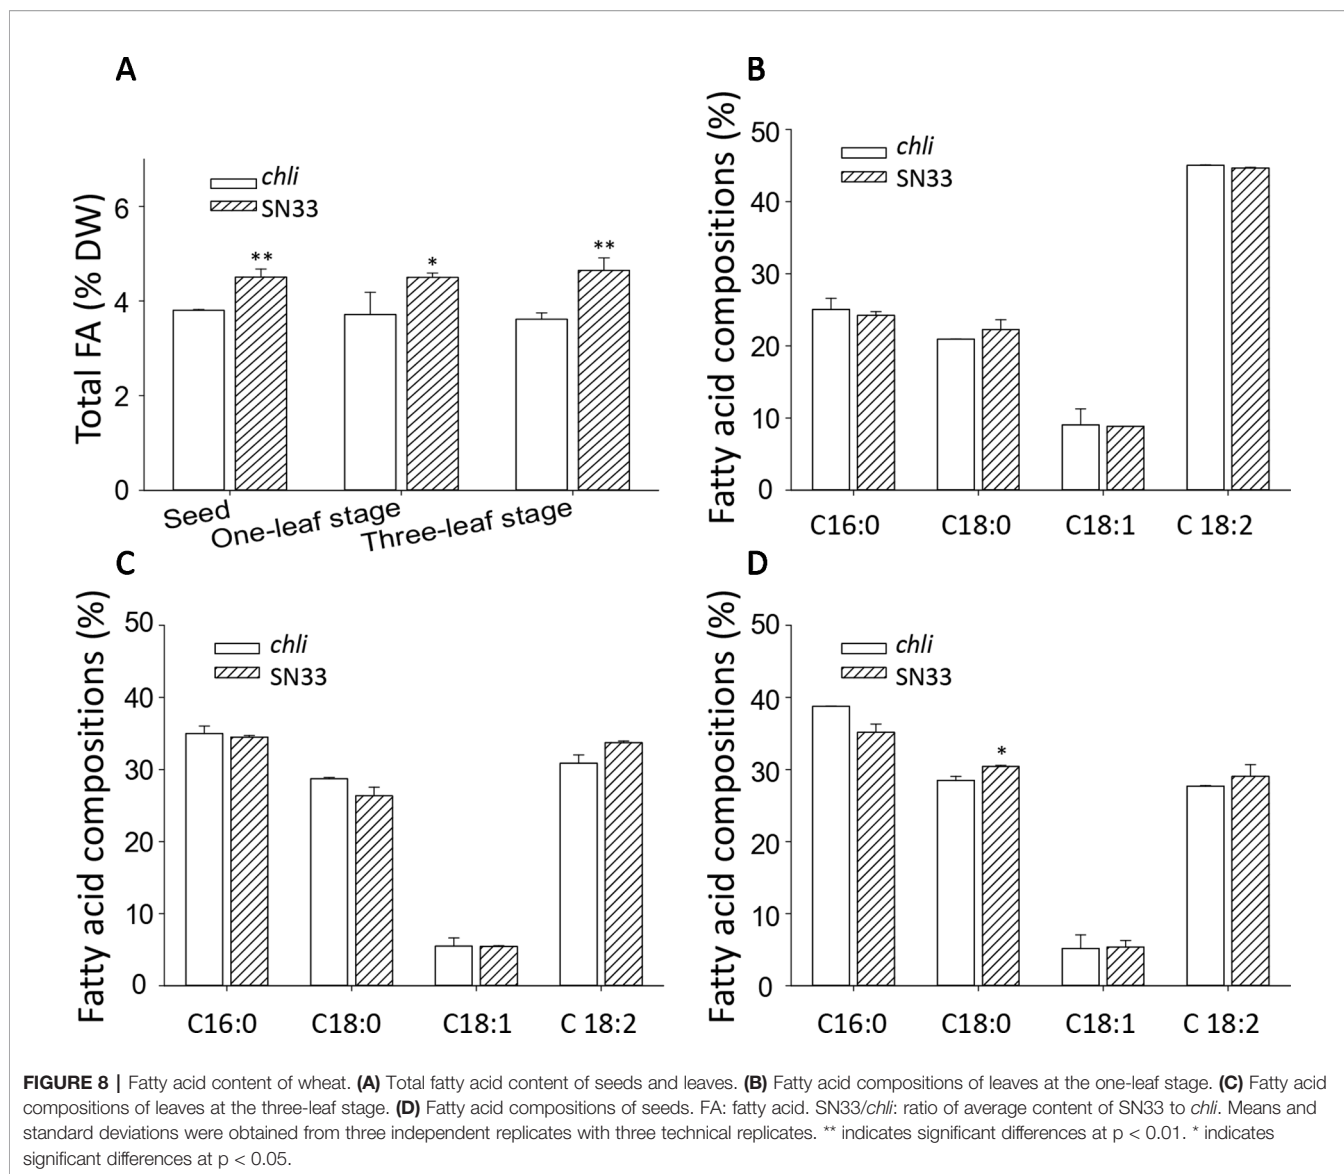 A
Total FA (% DW)
6
4
2
0
chli
SN33
**
*
**
Seed
One-leaf stage
Three-leaf stage
B
Fatty acid compositions (%)
50
40
30
20
10
0
chli
SN33
C16:0 C18:0 C18:1 C 18:2
C
Fatty acid compositions (%)
50
40
30
20
10
0
chli
SN33
C16:0 C18:0 C18:1 C 18:2
D
Fatty acid compositions (%)
50
40
30
20
10
0
chli
SN33
*
C16:0 C18:0 C18:1 C 18:2
FIGURE 8 | Fatty acid content of wheat. (A) Total fatty acid content of seeds and leaves. (B) Fatty acid compositions of leaves at the one-leaf stage. (C) Fatty acid
compositions of leaves at the three-leaf stage. (D) Fatty acid compositions of seeds. FA: fatty acid. SN33/chli: ratio of average content of SN33 to chli. Means and
standard deviations were obtained from three independent replicates with three technical replicates. ** indicates significant differences at p < 0.01. * indicates
significant differences at p < 0.05.